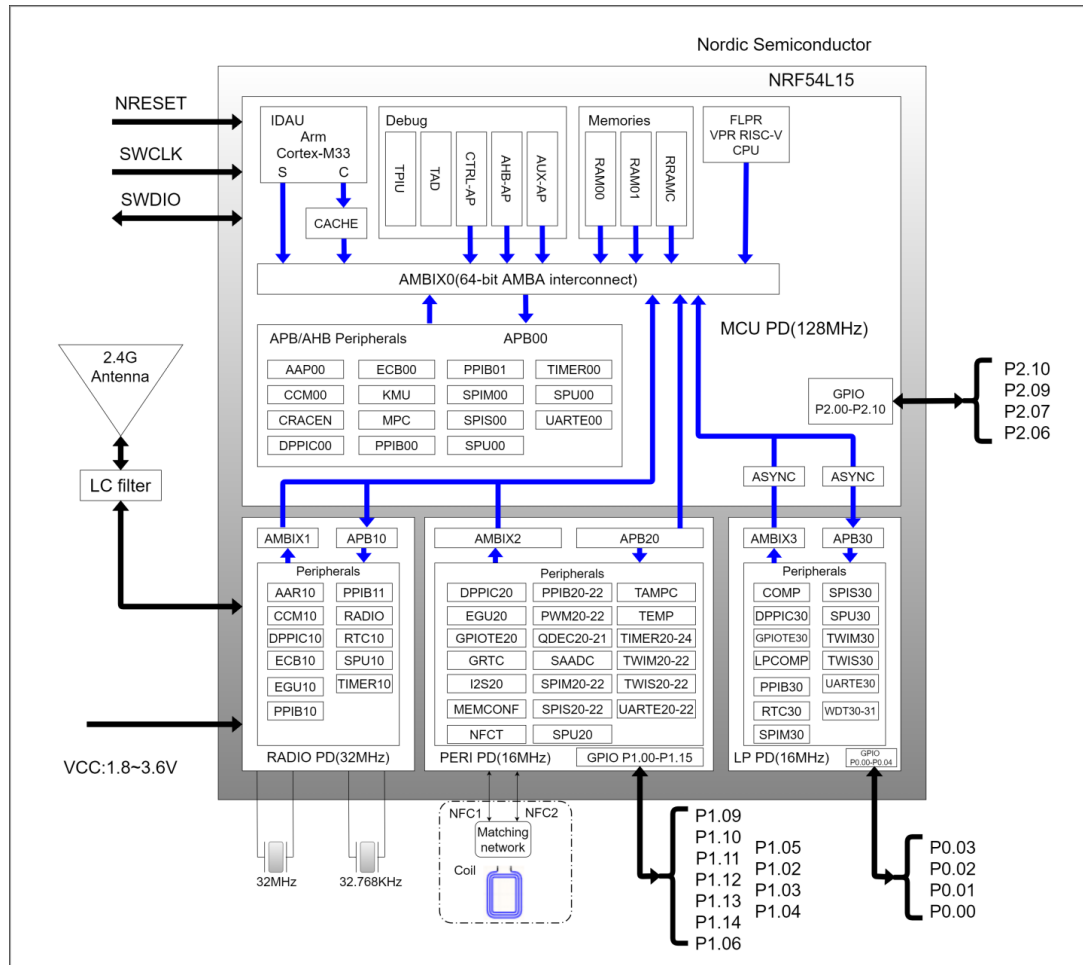 Nordic Semiconductor
NRF54L15
NRESET
SWCLK
SWDIO
IDAU
Arm
Cortex-M33
S C
CACHE
Debug
TPIU
TAD
CTRL-AP
AHB-AP
AUX-AP
Memories
RAM00
RAM01
RRAMC
FLPR
VPR RISC-V
CPU
AMBIX0(64-bit AMBA interconnect)
MCU PD(128MHz)
APB/AHB Peripherals
APB00
AAP00
ECB00
PPIB01
TIMER00
CCM00
KMU
SPIM00
SPU00
CRACEN
MPC
SPIS00
UARTE00
DPPIC00
PPIB00
SPU00
GPIO
P2.00-P2.10
P2.10
P2.09
P2.07
P2.06
2.4G
Antenna
LC filter
ASYNC
ASYNC
AMBIX1
APB10
Peripherals
AAR10
PPIB11
CCM10
RADIO
DPPIC10
RTC10
ECB10
SPU10
EGU10
TIMER10
PPIB10
RADIO PD(32MHz)
AMBIX2
APB20
Peripherals
DPPIC20
PPIB20-22
TAMPC
EGU20
PWM20-22
TEMP
GPIOTE20
QDEC20-21
TIMER20-24
GRTC
SAADC
TWIM20-22
I2S20
SPIM20-22
TWIS20-22
MEMCONF
SPIS20-22
UARTE20-22
NFCT
SPU20
PERI PD(16MHz)
GPIO P1.00-P1.15
AMBIX3
APB30
Peripherals
COMP
SPIS30
DPPIC30
SPU30
GPIOTE30
TWIM30
LPCOMP
TWIS30
PPIB30
UARTE30
RTC30
WDT30-31
SPIM30
LP PD(16MHz)
GPIO
P0.00-P0.04
VCC:1.8~3.6V
32MHz
32.768KHz
NFC1
NFC2
Matching
network
Coil
P1.09
P1.10
P1.11
P1.12
P1.13
P1.14
P1.06
P1.05
P1.02
P1.03
P1.04
P0.03
P0.02
P0.01
P0.00